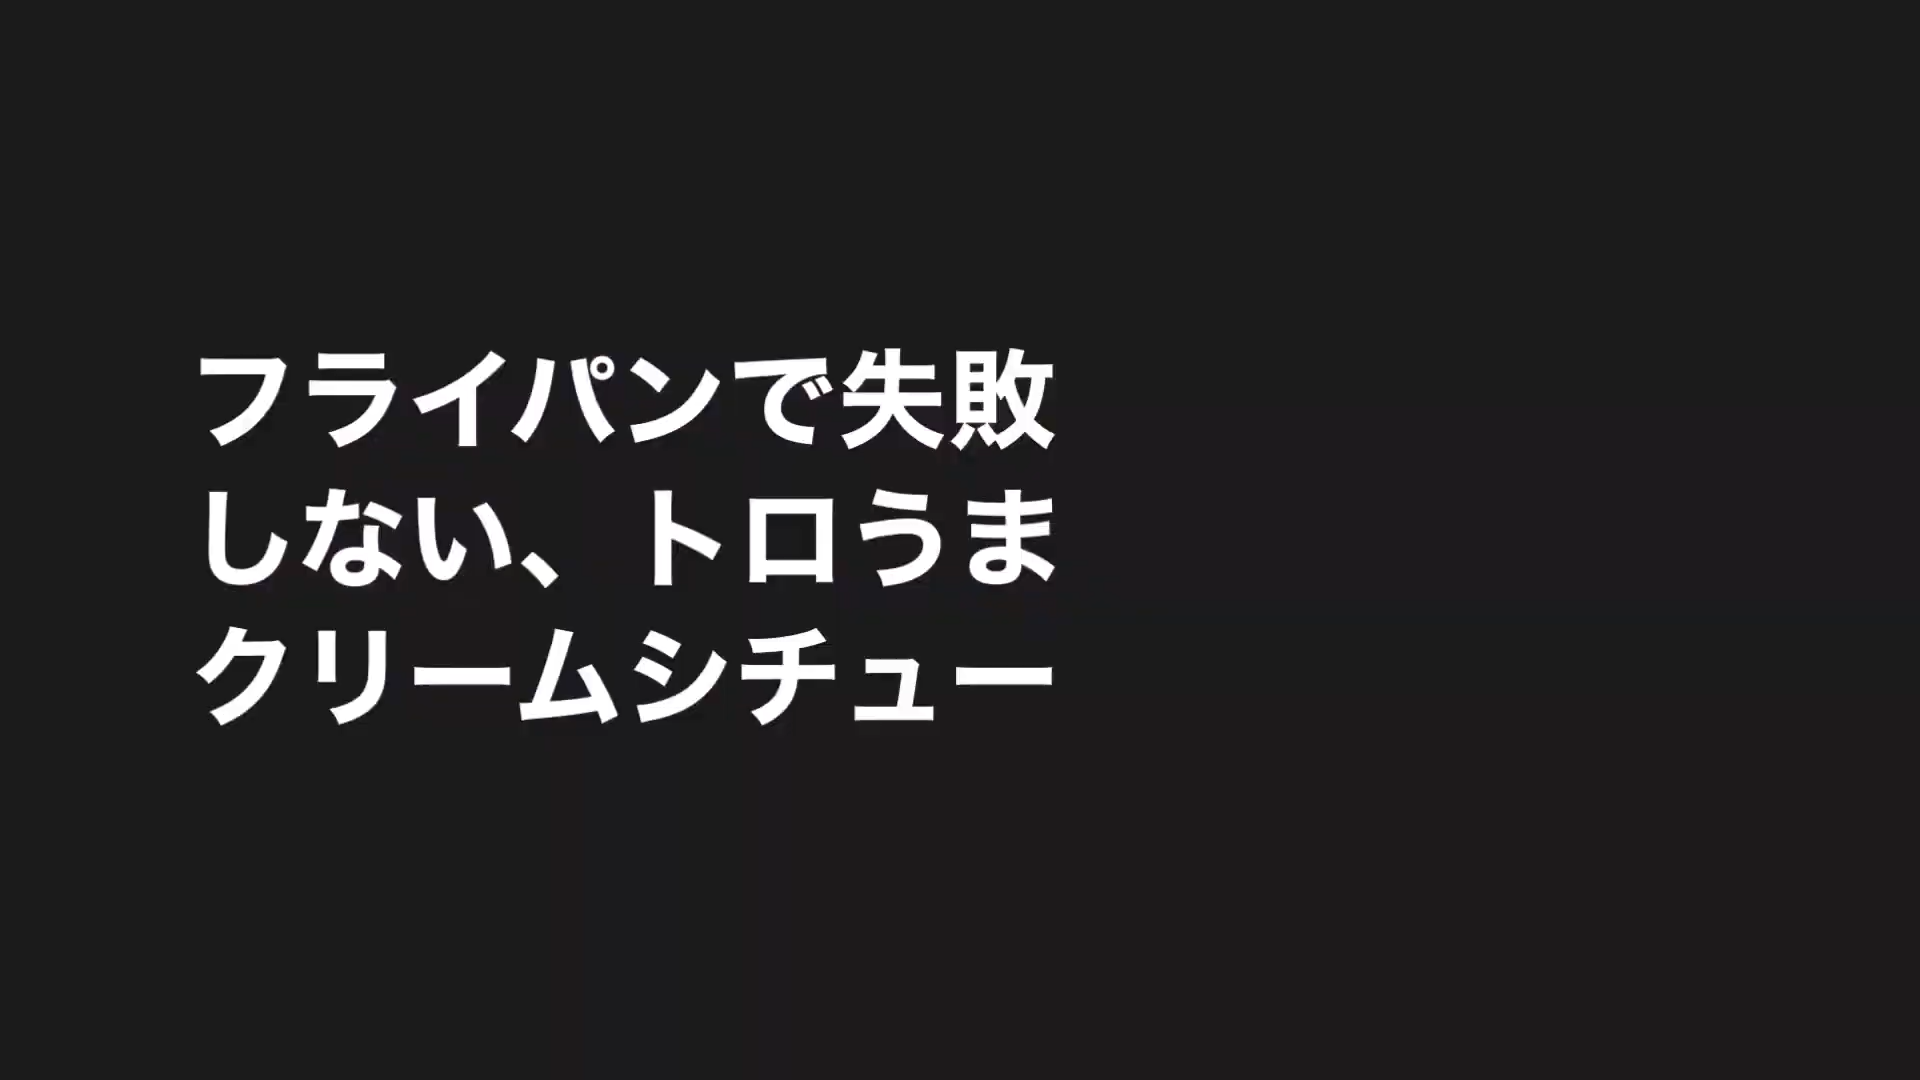 フライパンで失敗
しない、トロうま
クリームシチュー